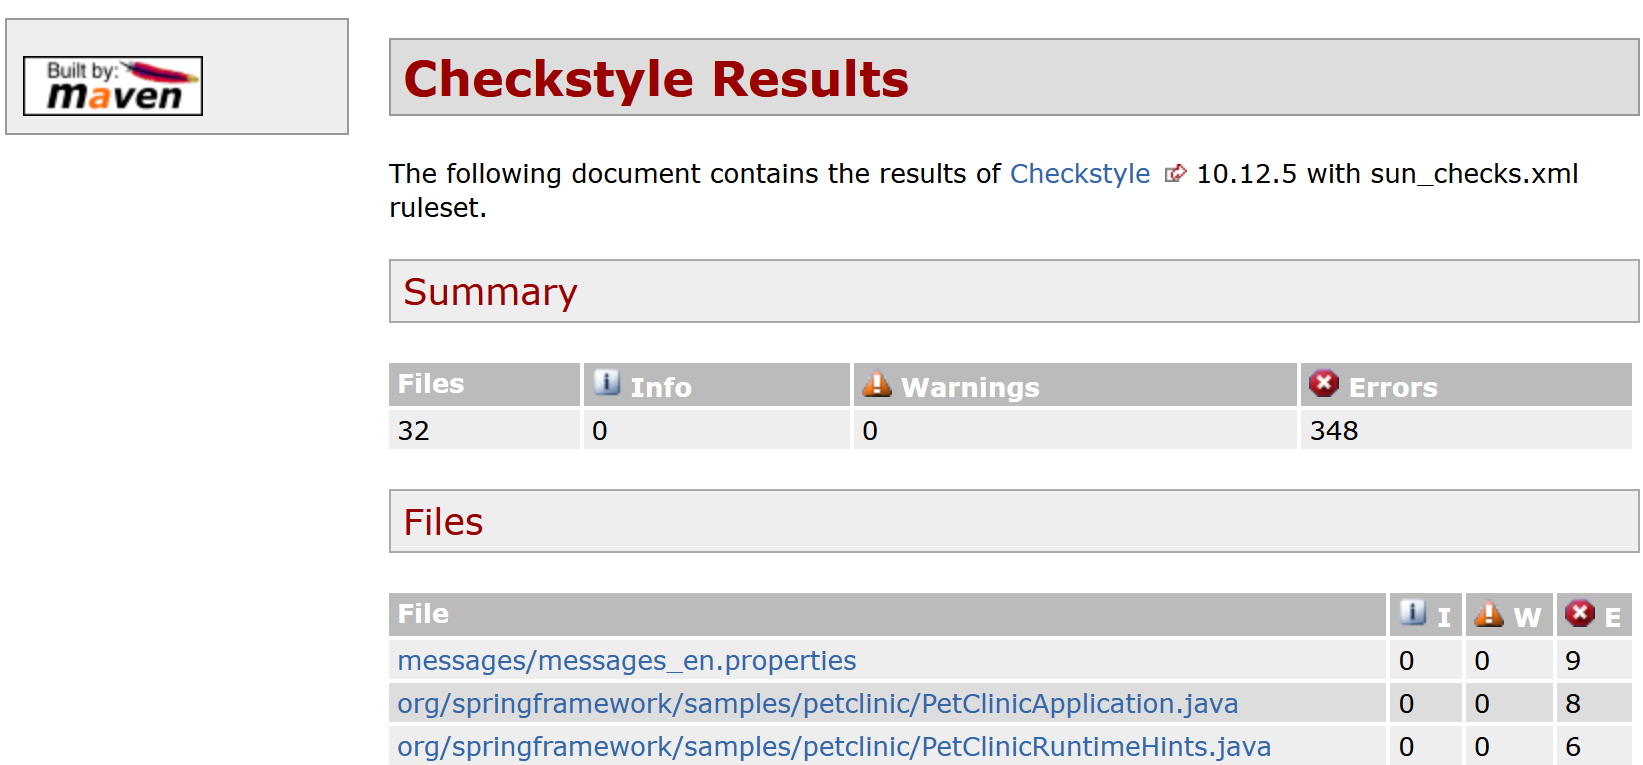 Built by:
maven
Checkstyle Results
The following document contains the results of Checkstyle 10.12.5 with sun_checks.xml
ruleset.
Summary
Files Info Warnings Errors
32 0 0 348
Files
File I W E
messages/messages_en.properties 0 0 9
org/springframework/samples/petclinic/PetClinicApplication.java 0 0 8
org/springframework/samples/petclinic/PetClinicRuntimeHints.java 0 0 6